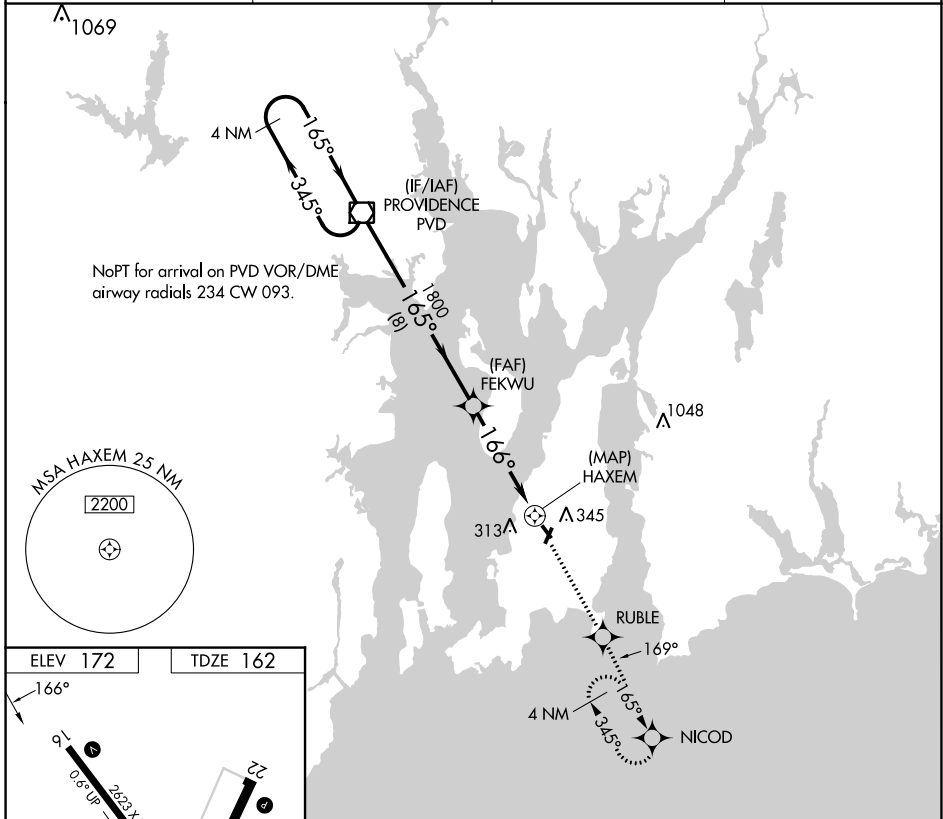 1069
4 NM
165°
345°
(IF/IAF)
PROVIDENCE
PVD
NoPT for arrival on PVD VOR/DME
airway radials 234 CW 093.
1800
165°
(8)
(FAF)
FEKWU
166°
1048
(MAP)
HAXEM
313
345
MSA HAXEM 25 NM
2200
RUBLE
169°
165°
4 NM
345°
NICOD
ELEV 172
TDZE 162
166°
16
V
0.6° UP
2623 X
22
P